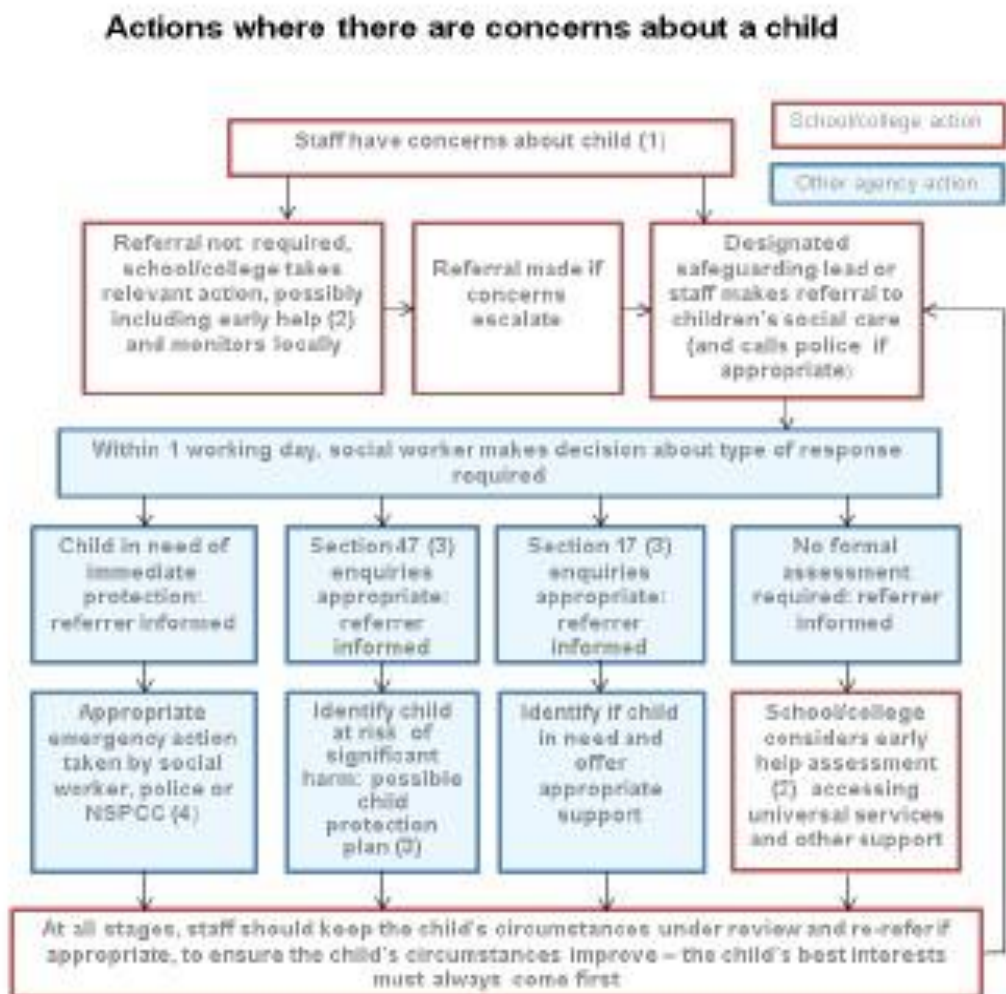 Actions where there are concerns about a child
School/college action
Staff have concerns about child (1)
Other agency action
Referral not required,
school/college takes
relevant action, possibly
including early help (2)
and monitors locally
Referral made if
concerns
escalate
Designated
safeguarding lead or
staff makes referral to
children's social care
(and calls police if
appropriate)
Within 1 working day, social worker makes decision about type of response
required
Child in need of
immediate
protection:
referrer informed
Section 47 (3)
enquiries
appropriate:
referrer
informed
Section 17 (3)
enquiries
appropriate:
referrer
informed
No formal
assessment
required: referrer
informed
Appropriate
emergency action
taken by social
worker, police or
NSPCC (4)
Identify child
at risk of
significant
harm: possible
child
protection
plan (3)
Identify if child
in need and
offer
appropriate
support
School/college
considers early
help assessment
(2) accessing
universal services
and other support
At all stages, staff should keep the child's circumstances under review and re-refer if
appropriate, to ensure the child's circumstances improve – the child's best interests
must always come first